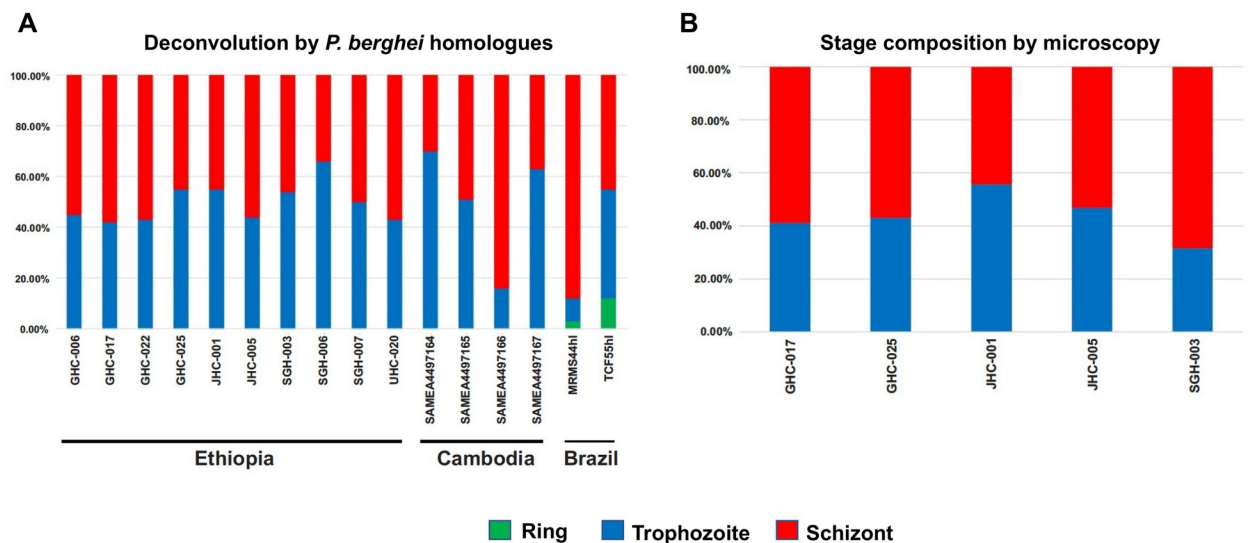 A
Deconvolution by P. berghei homologues
100.00%
80.00%
60.00%
40.00%
20.00%
0.00%
GHC-006
GHC-017
GHC-022
GHC-025
JHC-001
JHC-005
SGH-003
SGH-006
SGH-007
UHC-020
SAMEA4497164
SAMEA4497165
SAMEA4497166
SAMEA4497167
MRMS44hl
TCF55hl
Ethiopia
Cambodia
Brazil
B
Stage composition by microscopy
100.00%
80.00%
60.00%
40.00%
20.00%
0.00%
GHC-017
GHC-025
JHC-001
JHC-005
SGH-003
Ring
Trophozoite
Schizont